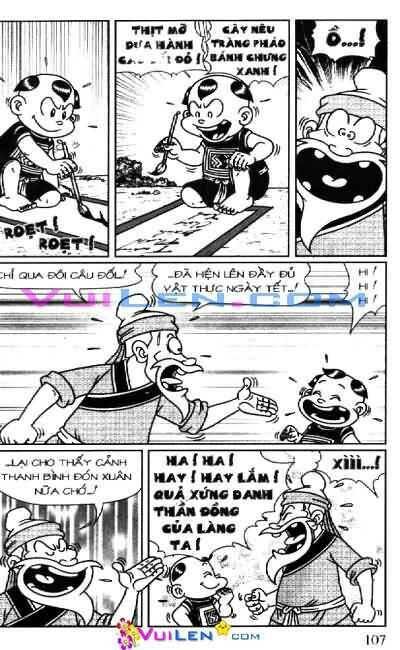 THỊT MỠ
DƯA HÀNH
CÂU ĐỐI ĐỎ!
CÂY NÊU
TRÀNG PHÁO
BÁNH CHƯNG
XANH!
Ồ...!
ROẸT!
ROẸT!
CHỈ QUA ĐÔI CÂU ĐỐI...!
...ĐÃ HIỆN LÊN ĐẦY ĐỦ
VẬT THỰC NGÀY TẾT...!
HI!
HI!
HI!
VUILEN.COM
...LẠI CHO THẤY CẢNH
THANH BÌNH ĐÓN XUÂN
NỮA CHỚ...!
HA! HA!
HAY! HAY LẮM!
QUẢ XỨNG DANH
THẦN ĐỒNG
CỦA LÀNG
TA!
XÌÌÌ...!
VUILEN.COM
107